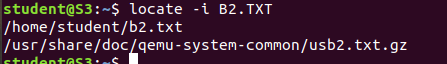 student@S3:~$ locate -i B2.TXT
/home/student/b2.txt
/usr/share/doc/qemu-system-common/usb2.txt.gz
student@S3:~$